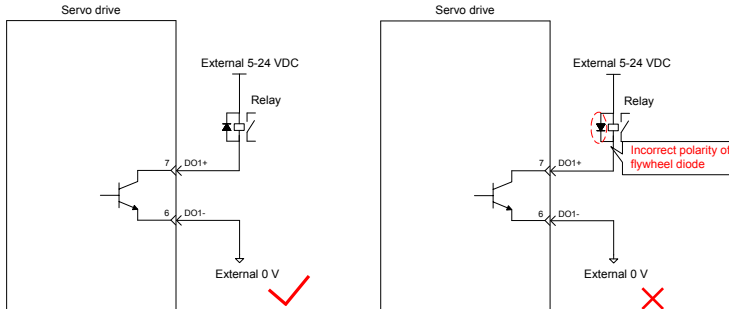 Servo drive
External 5-24 VDC
Relay
7
DO1+
6
DO1-
External 0 V
Servo drive
External 5-24 VDC
Relay
Incorrect polarity of
flywheel diode
7
DO1+
6
DO1-
External 0 V